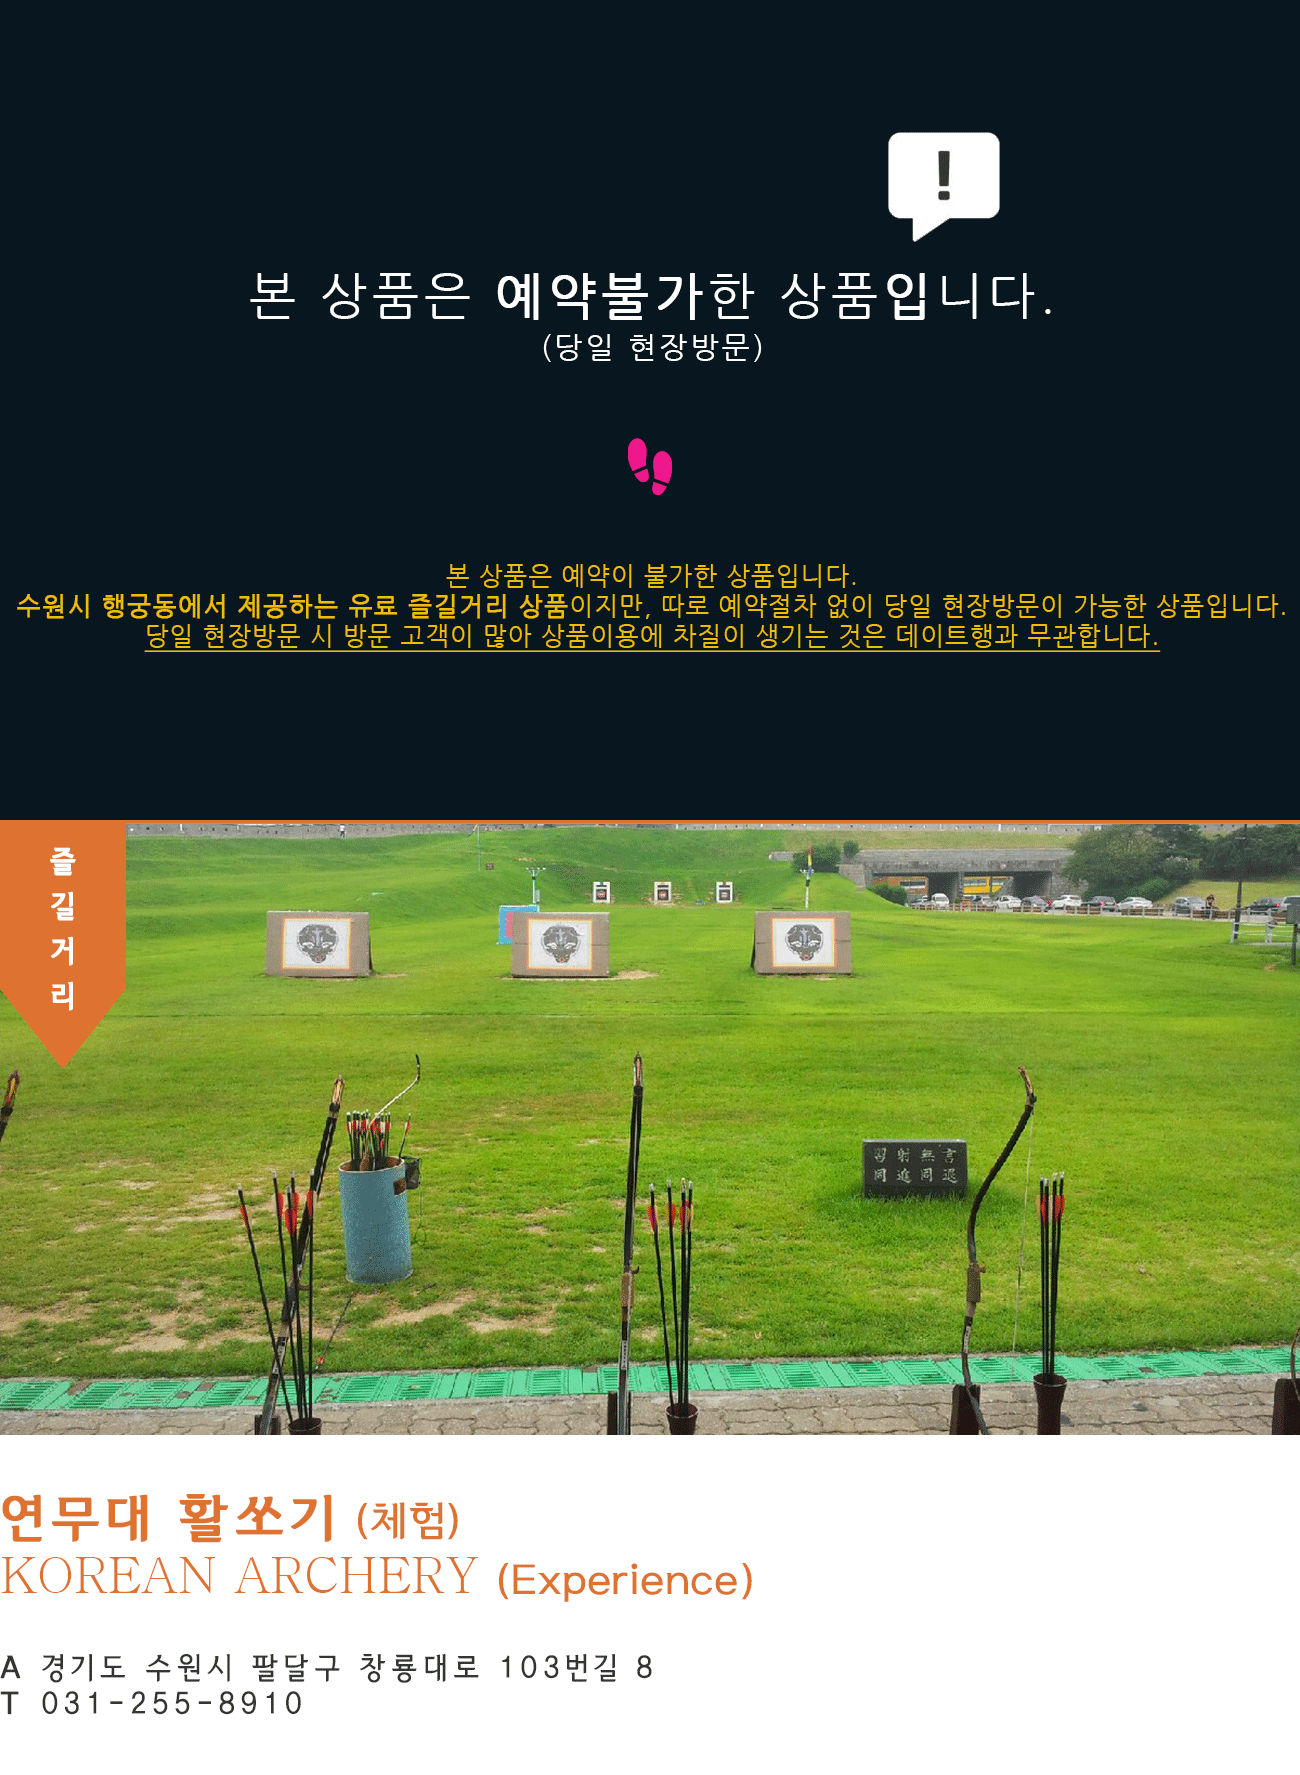 !
본 상품은 예약불가한 상품입니다.
(당일 현장방문)
본 상품은 예약이 불가한 상품입니다.
수원시 행궁동에서 제공하는 유료 즐길거리 상품이지만, 따로 예약절차 없이 당일 현장방문이 가능한 상품입니다.
당일 현장방문 시 방문 고객이 많아 상품이용에 차질이 생기는 것은 데이트행과 무관합니다.
즐길거리
習射無言
同進同退
연무대 활쏘기 (체험)
KOREAN ARCHERY (Experience)
A 경기도 수원시 팔달구 창룡대로 103번길 8
T 031-255-8910